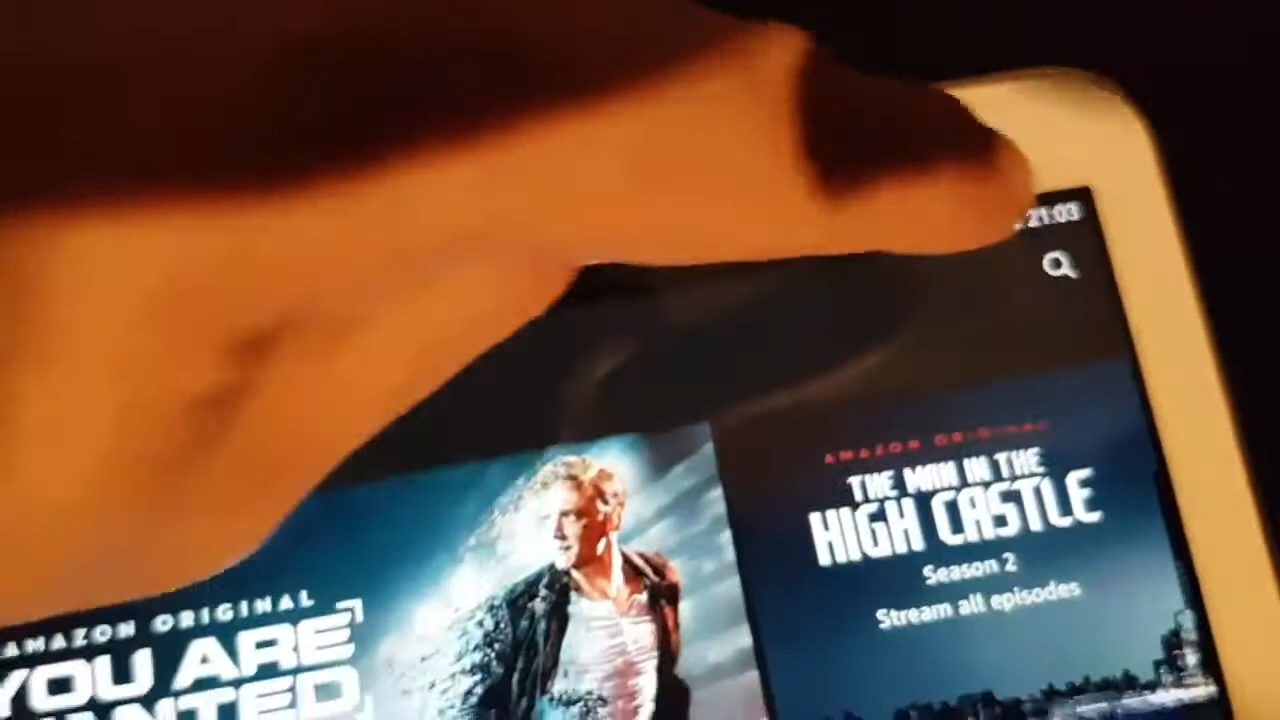 21:03
AMAZON ORIGINAL
THE MAN IN THE
HIGH CASTLE
Season 2
Stream all episodes
AMAZON ORIGINAL
YOU ARE
WANTED